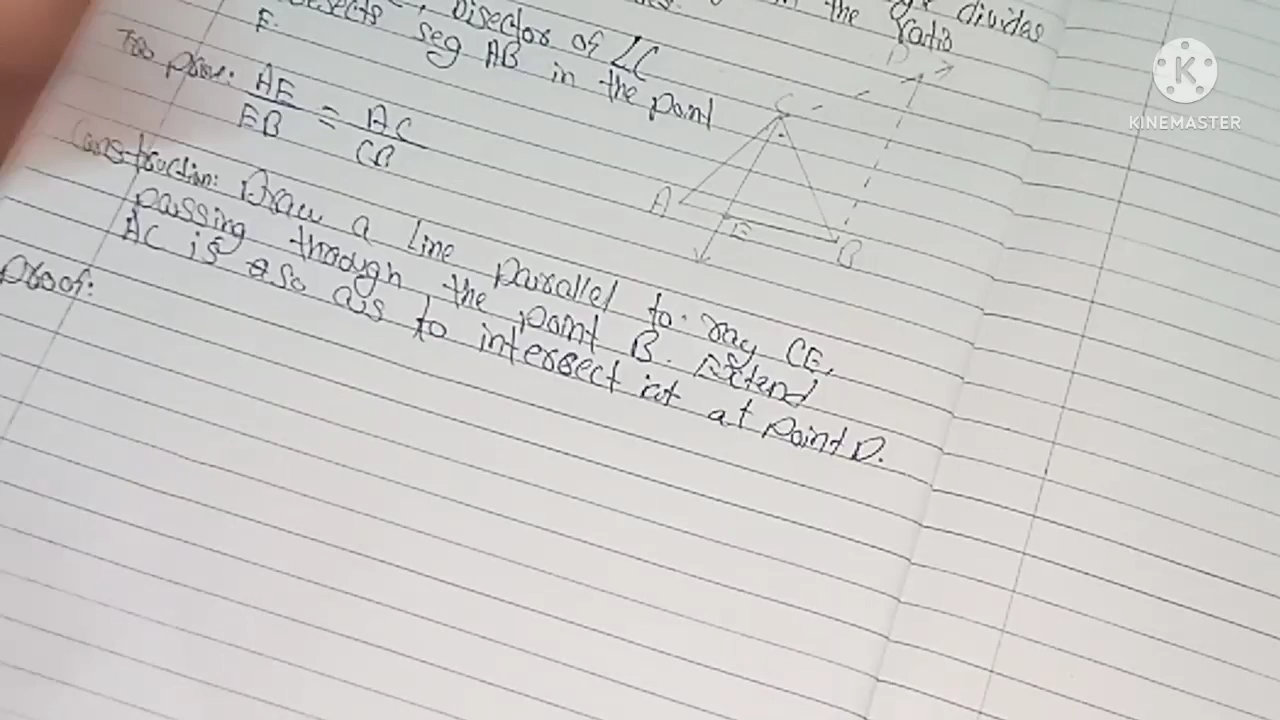 divides
the ratio
bisector of ∠C
seg AB in the point
E.
To prove: AE/EB = AC/CB
Construction: Draw a line parallel to ray CE,
passing through the point B. Extend
AC is so as to intersect it at point D.
Proof:
D
C
A
E
B
K
KINEMASTER